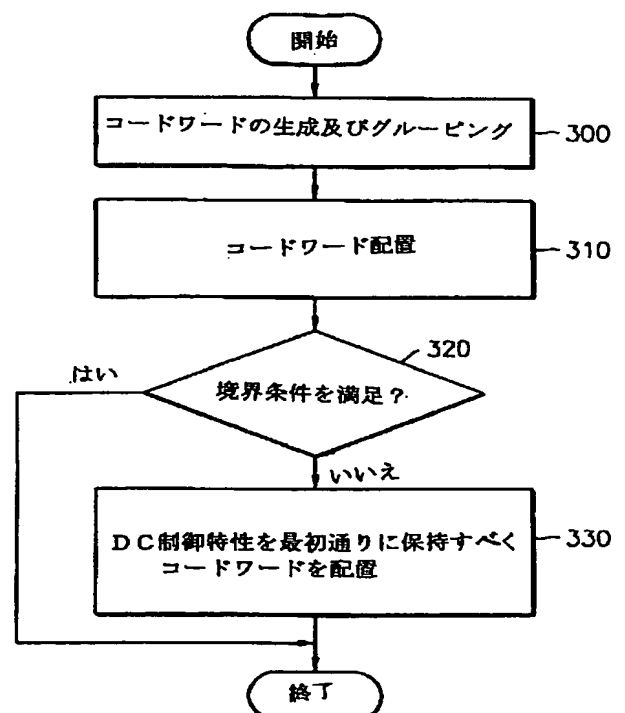 開始
コードワードの生成及びグルーピング
300
コードワード配置
310
320
境界条件を満足?
はい
いいえ
DC制御特性を最初通りに保持すべく
コードワードを配置
330
終了